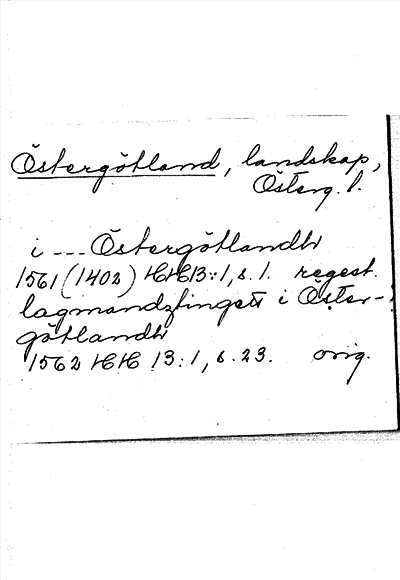 Östergötland, landskap,
Österg. l.
i --- Östergötlandh
1561 (1402) HH 13:1, s. 1. regest.
lagmandzfingett i Öster-
götlandh
1562 HH 13:1, s. 23. orig.